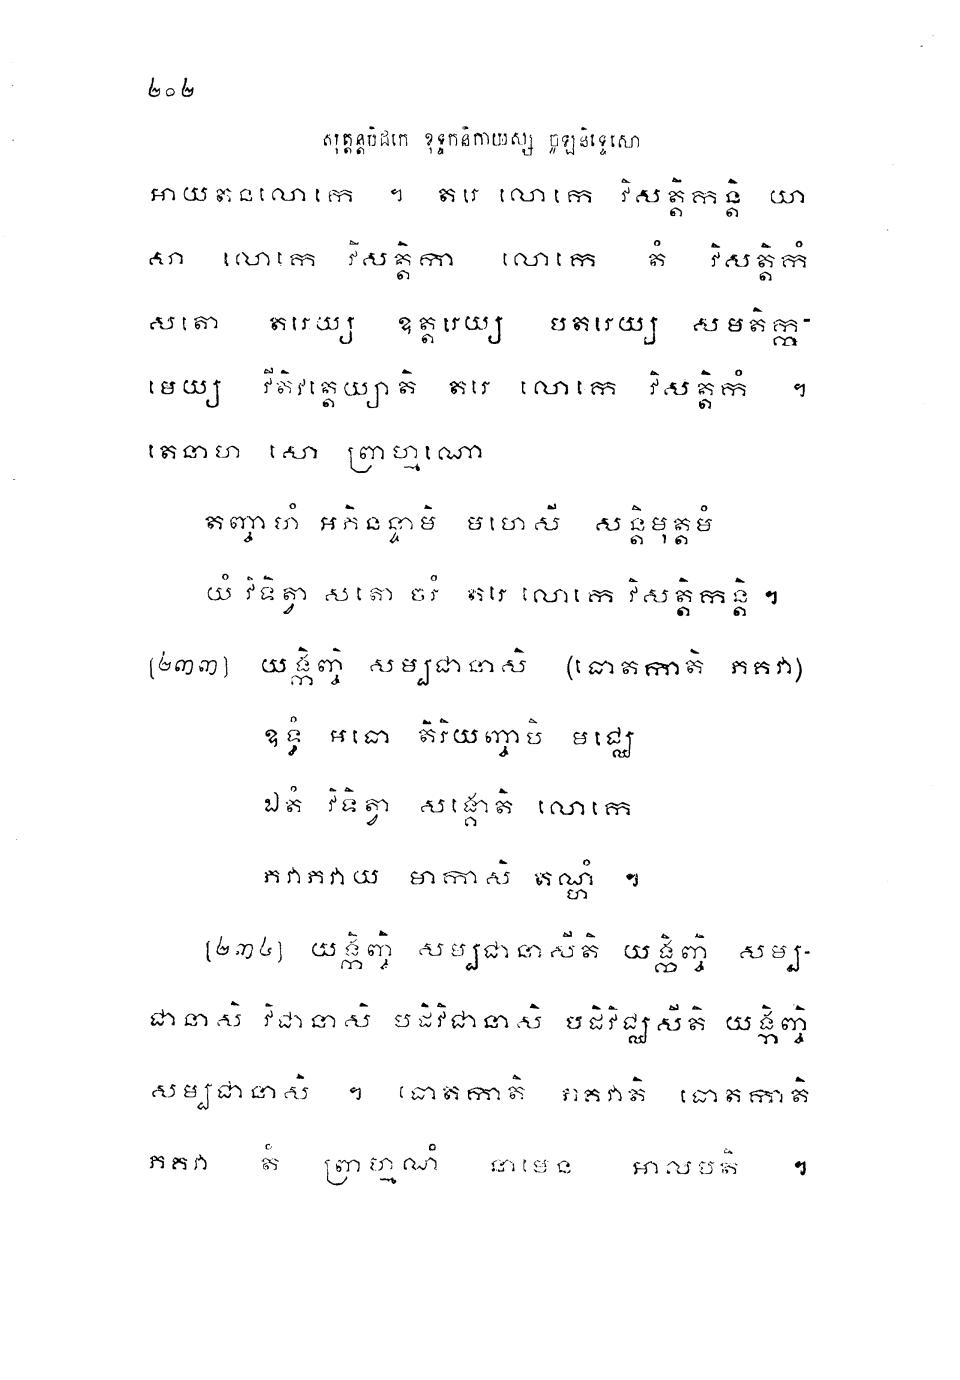 ២០២
សុត្តន្តបិដកេ ខុទ្ទកនិកាយស្ស ចូឡនិទ្ទេសោ
អាយតនលោកេ ។ តរេ លោកេ វិសត្តិកន្តិ យា
សា លោកេ វិសត្តិកា លោកេ តំ វិសត្តិកំ
សតោ តរេយ្យ ឧត្តរេយ្យ បតរេយ្យ សមតិក្ក-
មេយ្យ វីតិវត្តេយ្យាតិ តរេ លោកេ វិសត្តិកំ ។
តេនាហ សោ ព្រាហ្មណោ
តញ្ចាហំ អភិនន្ទាមិ មហេសី សន្តិមុត្តមំ
យំ វិទិត្វា សតោ ចរំ តរេ លោកេ វិសត្តិកន្តិ ។
(២៣៣) យង្កិញ្ចិ សម្បជានាសិ (ធោតកាតិ ភគវា)
ឧទ្ធំ អធោ តិរិយញ្ចាបិ មជ្ឈេ
ឯតំ វិទិត្វា សង្គោតិ លោកេ
ភវាភវាយ មាកាសិ តណ្ហំ ។
(២៣៤) យង្កិញ្ចិ សម្បជានាសីតិ យង្កិញ្ចិ សម្ប-
ជានាសិ វិជានាសិ បដិវិជានាសិ បដិវិជ្ឈសីតិ យង្កិញ្ចិ
សម្បជានាសិ ។ ធោតកាតិ ភគវាតិ ធោតកាតិ
ភគវា តំ ព្រាហ្មណំ នាមេន អាលបតិ ។